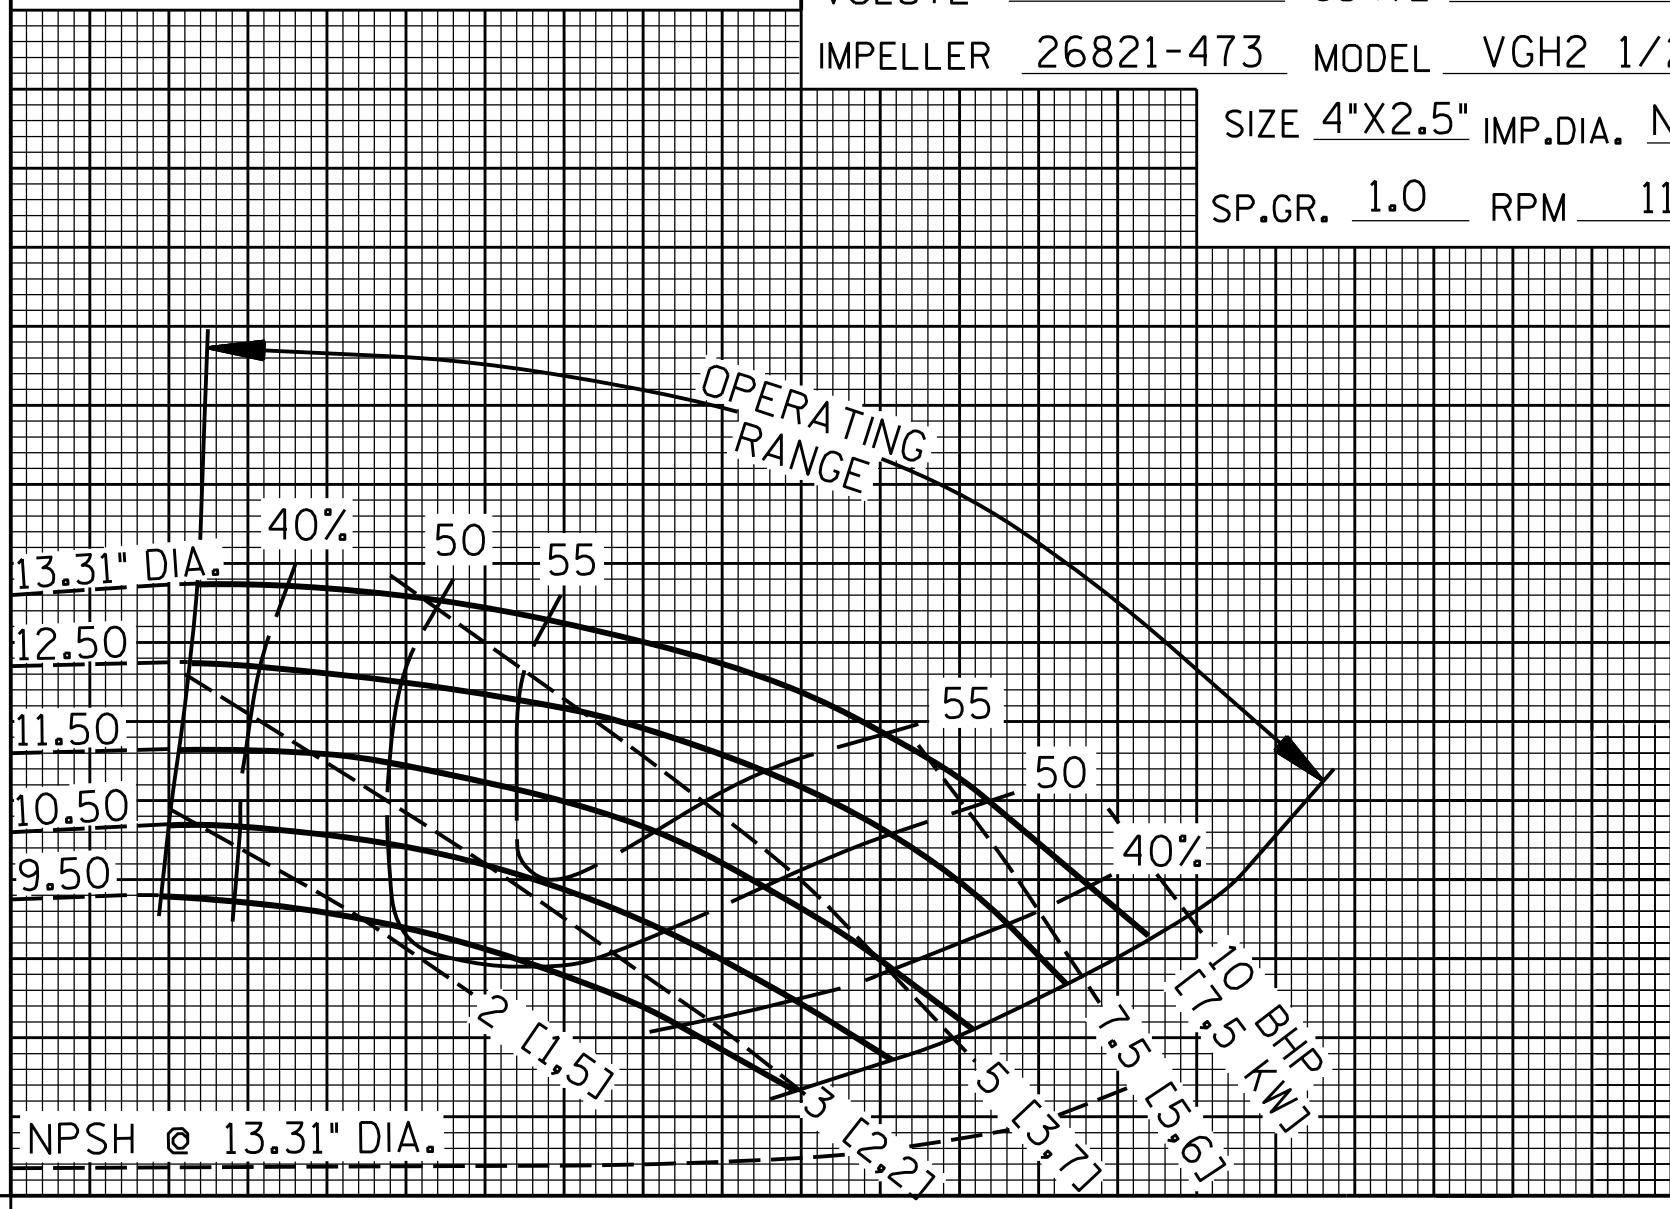 IMPELLER 26821-473 MODEL VGH2
SIZE 4"X2.5" IMP.DIA.
SP.GR. 1.0 RPM
OPERATING
RANGE
40%
50
55
13.31" DIA.
12.50
11.50
10.50
9.50
55
50
40%
10 BHP
[7,5 KW]
7.5 [5,6]
5 [3,7]
3 [2,2]
2 [1,5]
NPSH @ 13.31" DIA.